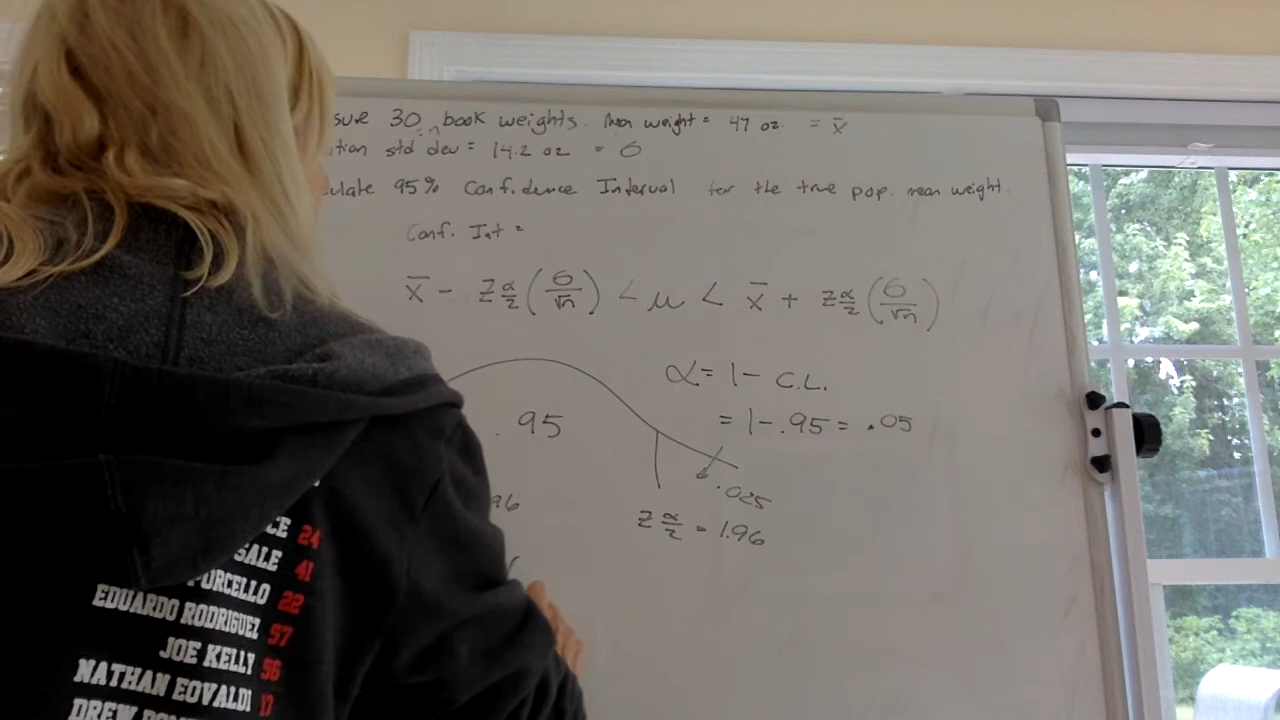 sure 30 book weights. Mean weight = 47 oz. = x̄
= n
ation std dev = 14.2 oz = σ
ulate 95% Confidence Interval for the true pop. mean weight.
Conf. Int =
x̄ - Z α/2 (σ/√n) < μ < x̄ + Z α/2 (σ/√n)
α = 1 - C.L.
= 1 - .95 = .05
.95
.025
96
Z α/2 = 1.96
(
CE 24
SALE 41
PORCELLO 22
EDUARDO RODRIGUEZ 57
JOE KELLY 56
NATHAN EOVALDI 17
DREW POM